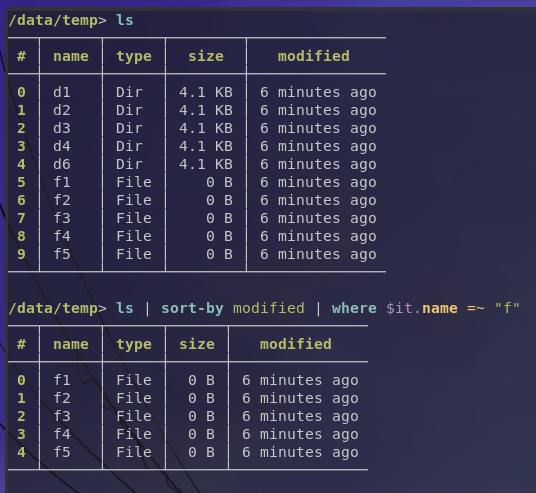 /data/temp> ls
# name type size modified
0 d1 Dir 4.1 KB 6 minutes ago
1 d2 Dir 4.1 KB 6 minutes ago
2 d3 Dir 4.1 KB 6 minutes ago
3 d4 Dir 4.1 KB 6 minutes ago
4 d6 Dir 4.1 KB 6 minutes ago
5 f1 File 0 B 6 minutes ago
6 f2 File 0 B 6 minutes ago
7 f3 File 0 B 6 minutes ago
8 f4 File 0 B 6 minutes ago
9 f5 File 0 B 6 minutes ago
/data/temp> ls | sort-by modified | where $it.name =~ "f"
# name type size modified
0 f1 File 0 B 6 minutes ago
1 f2 File 0 B 6 minutes ago
2 f3 File 0 B 6 minutes ago
3 f4 File 0 B 6 minutes ago
4 f5 File 0 B 6 minutes ago